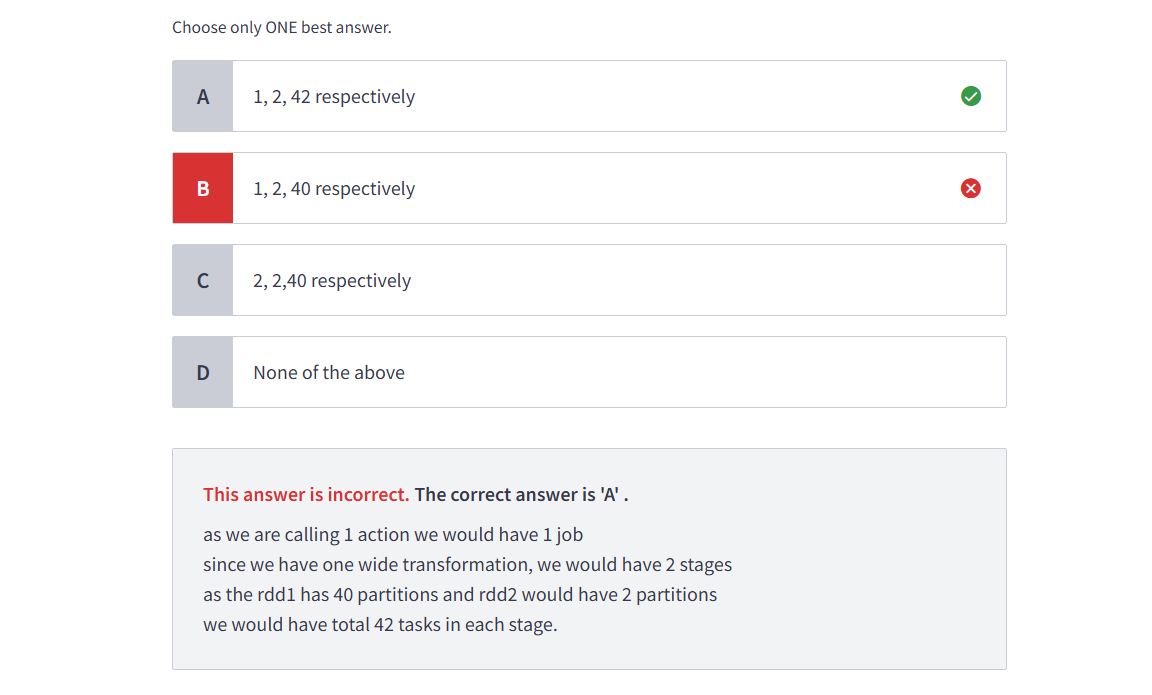 Choose only ONE best answer.
A
1, 2, 42 respectively
B
1, 2, 40 respectively
C
2, 2,40 respectively
D
None of the above
This answer is incorrect. The correct answer is 'A' .
as we are calling 1 action we would have 1 job
since we have one wide transformation, we would have 2 stages
as the rdd1 has 40 partitions and rdd2 would have 2 partitions
we would have total 42 tasks in each stage.